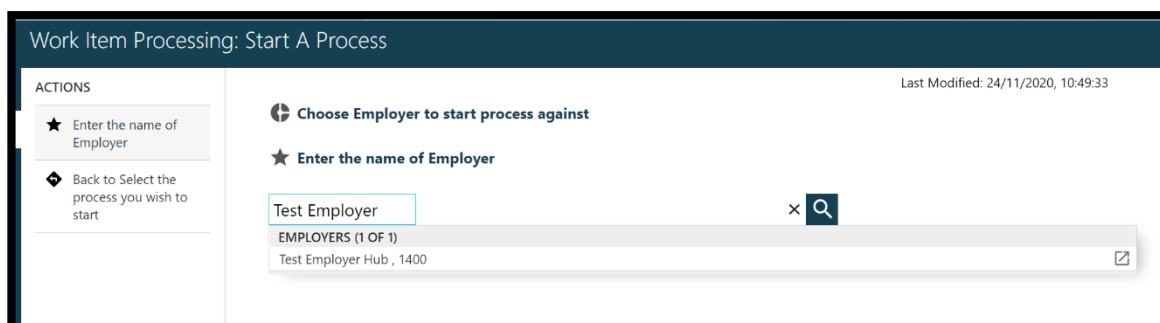 Work Item Processing: Start A Process
ACTIONS
Enter the name of
Employer
Back to Select the
process you wish to
start
Last Modified: 24/11/2020, 10:49:33
Choose Employer to start process against
Enter the name of Employer
Test Employer
EMPLOYERS (1 OF 1)
Test Employer Hub , 1400